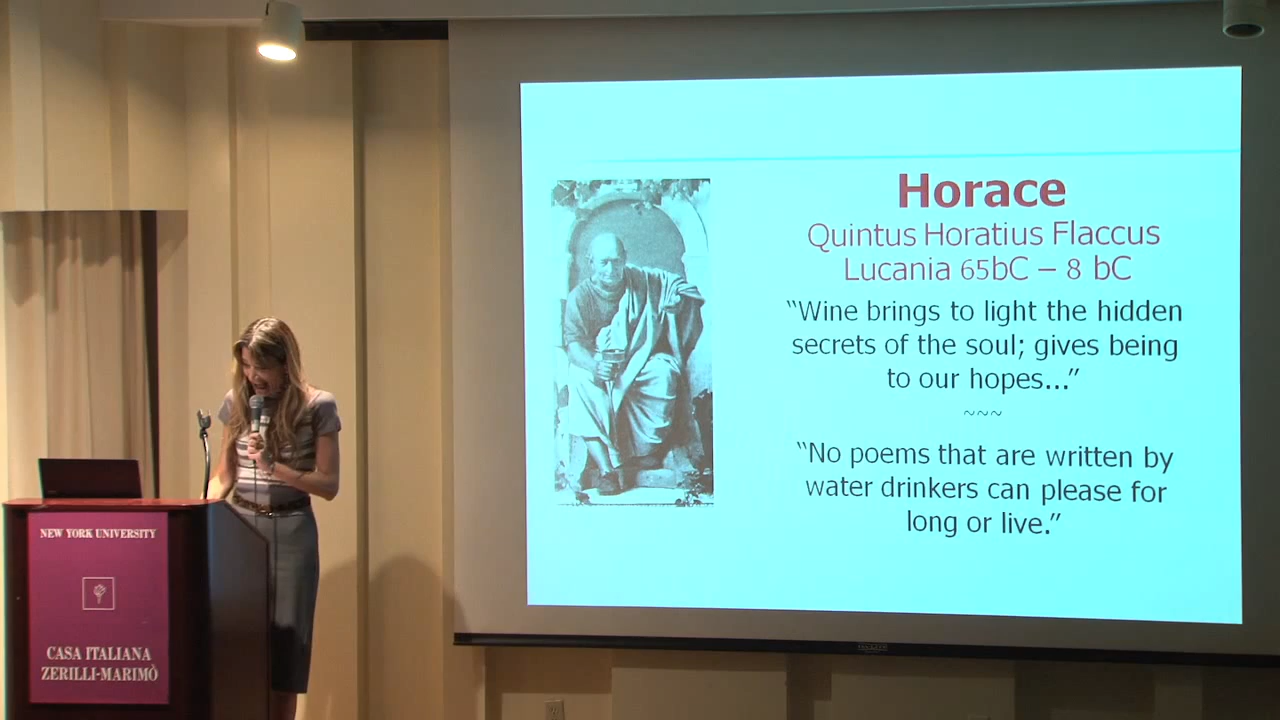 NEW YORK UNIVERSITY
CASA ITALIANA
ZERILLI-MARIMÒ
Horace
Quintus Horatius Flaccus
Lucania 65bC – 8 bC
“Wine brings to light the hidden
secrets of the soul; gives being
to our hopes…”
~~~
“No poems that are written by
water drinkers can please for
long or live.”